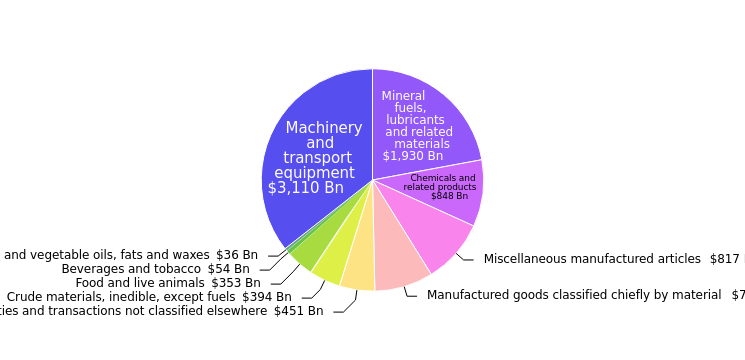 Mineral
fuels,
lubricants
and related
materials
$1,930 Bn
Machinery
and
transport
equipment
$3,110 Bn
Chemicals and
related products
$848 Bn
and vegetable oils, fats and waxes $36 Bn
Beverages and tobacco $54 Bn
Food and live animals $353 Bn
Crude materials, inedible, except fuels $394 Bn
ties and transactions not classified elsewhere $451 Bn
Miscellaneous manufactured articles $817
Manufactured goods classified chiefly by material $7